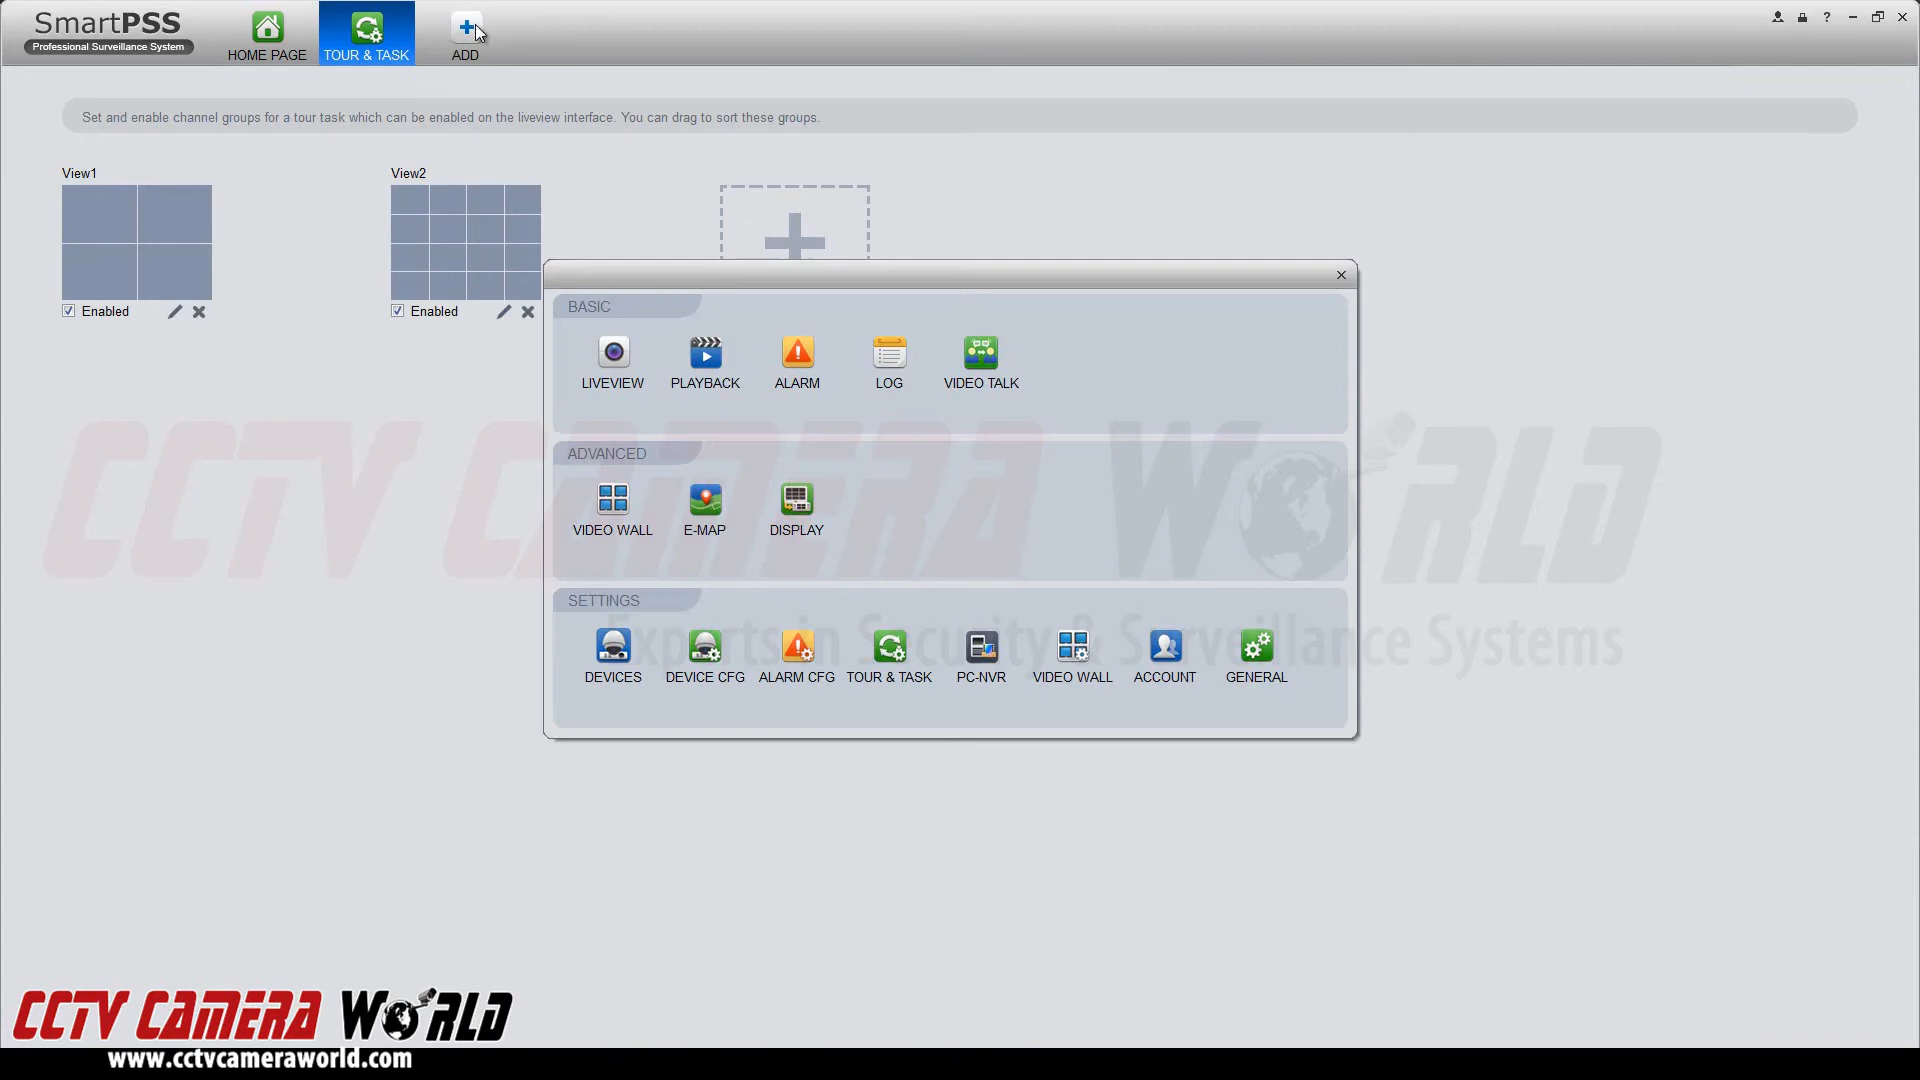 SmartPSS
Professional Surveillance System
HOME PAGE
TOUR & TASK
ADD
?
Set and enable channel groups for a tour task which can be enabled on the liveview interface. You can drag to sort these groups.
View1
View2
Enabled
Enabled
BASIC
LIVEVIEW
PLAYBACK
ALARM
LOG
VIDEO TALK
ADVANCED
VIDEO WALL
E-MAP
DISPLAY
SETTINGS
DEVICES
DEVICE CFG
ALARM CFG
TOUR & TASK
PC-NVR
VIDEO WALL
ACCOUNT
GENERAL
CCTV CAMERA WORLD
Experts in Security & Surveillance Systems
CCTV CAMERA WORLD
www.cctvcameraworld.com